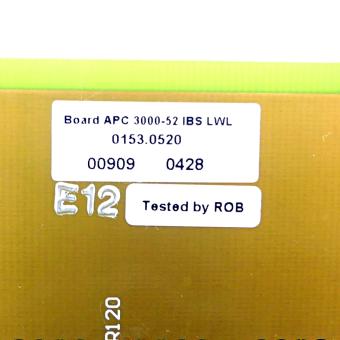 Board APC 3000-52 IBS LWL
0153.0520
00909 0428
E12
Tested by ROB
R120